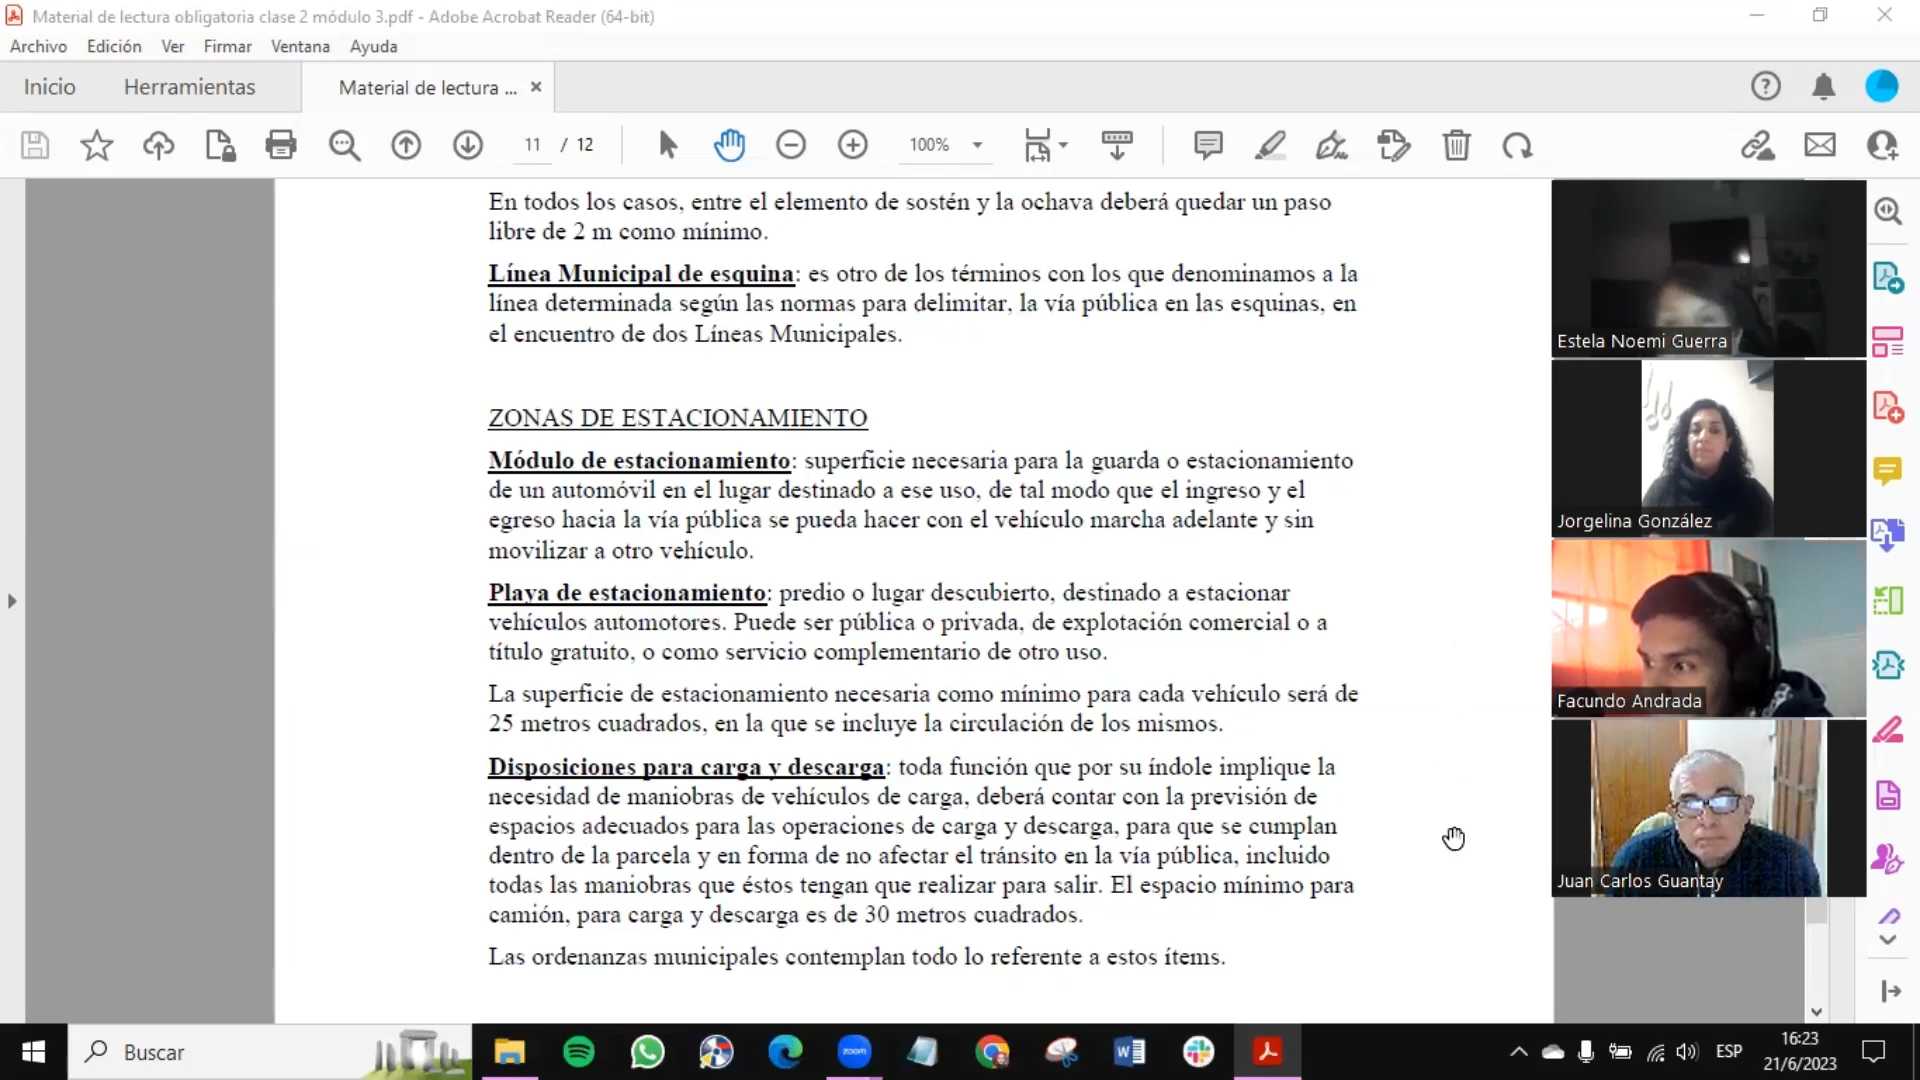 Material de lectura obligatoria clase 2 módulo 3.pdf - Adobe Acrobat Reader (64-bit)
Archivo Edición Ver Firmar Ventana Ayuda
Inicio Herramientas Material de lectura ...
11 / 12 100%
En todos los casos, entre el elemento de sostén y la ochava deberá quedar un paso
libre de 2 m como mínimo.
Línea Municipal de esquina: es otro de los términos con los que denominamos a la
línea determinada según las normas para delimitar, la vía pública en las esquinas, en
el encuentro de dos Líneas Municipales.
ZONAS DE ESTACIONAMIENTO
Módulo de estacionamiento: superficie necesaria para la guarda o estacionamiento
de un automóvil en el lugar destinado a ese uso, de tal modo que el ingreso y el
egreso hacia la vía pública se pueda hacer con el vehículo marcha adelante y sin
movilizar a otro vehículo.
Playa de estacionamiento: predio o lugar descubierto, destinado a estacionar
vehículos automotores. Puede ser pública o privada, de explotación comercial o a
título gratuito, o como servicio complementario de otro uso.
La superficie de estacionamiento necesaria como mínimo para cada vehículo será de
25 metros cuadrados, en la que se incluye la circulación de los mismos.
Disposiciones para carga y descarga: toda función que por su índole implique la
necesidad de maniobras de vehículos de carga, deberá contar con la previsión de
espacios adecuados para las operaciones de carga y descarga, para que se cumplan
dentro de la parcela y en forma de no afectar el tránsito en la vía pública, incluido
todas las maniobras que éstos tengan que realizar para salir. El espacio mínimo para
camión, para carga y descarga es de 30 metros cuadrados.
Las ordenanzas municipales contemplan todo lo referente a estos ítems.
Estela Noemi Guerra
Jorgelina González
Facundo Andrada
Juan Carlos Guantay
Buscar
zoom
ESP
16:23
21/6/2023